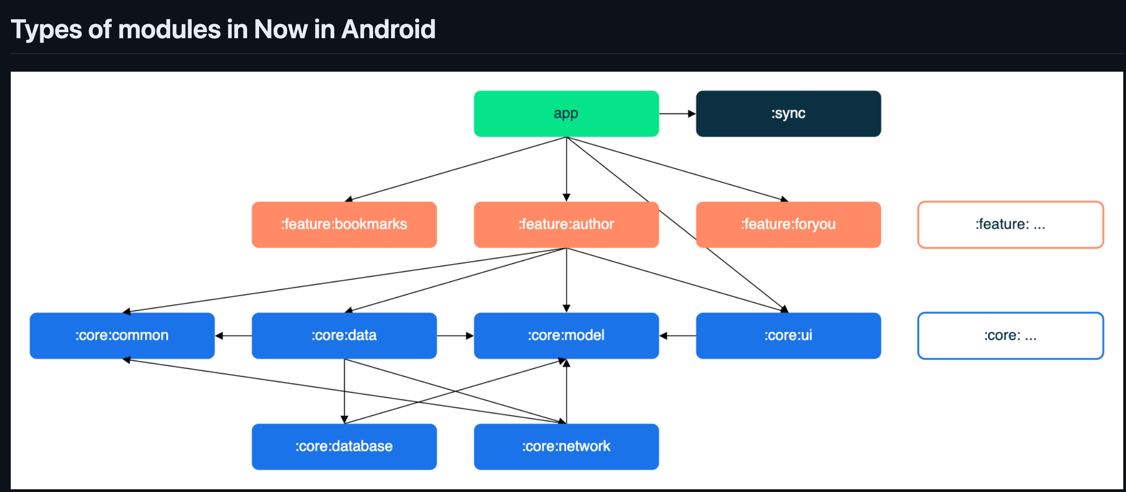 Types of modules in Now in Android
app
:sync
:feature:bookmarks
:feature:author
:feature:foryou
:feature: ...
:core:common
:core:data
:core:model
:core:ui
:core: ...
:core:database
:core:network